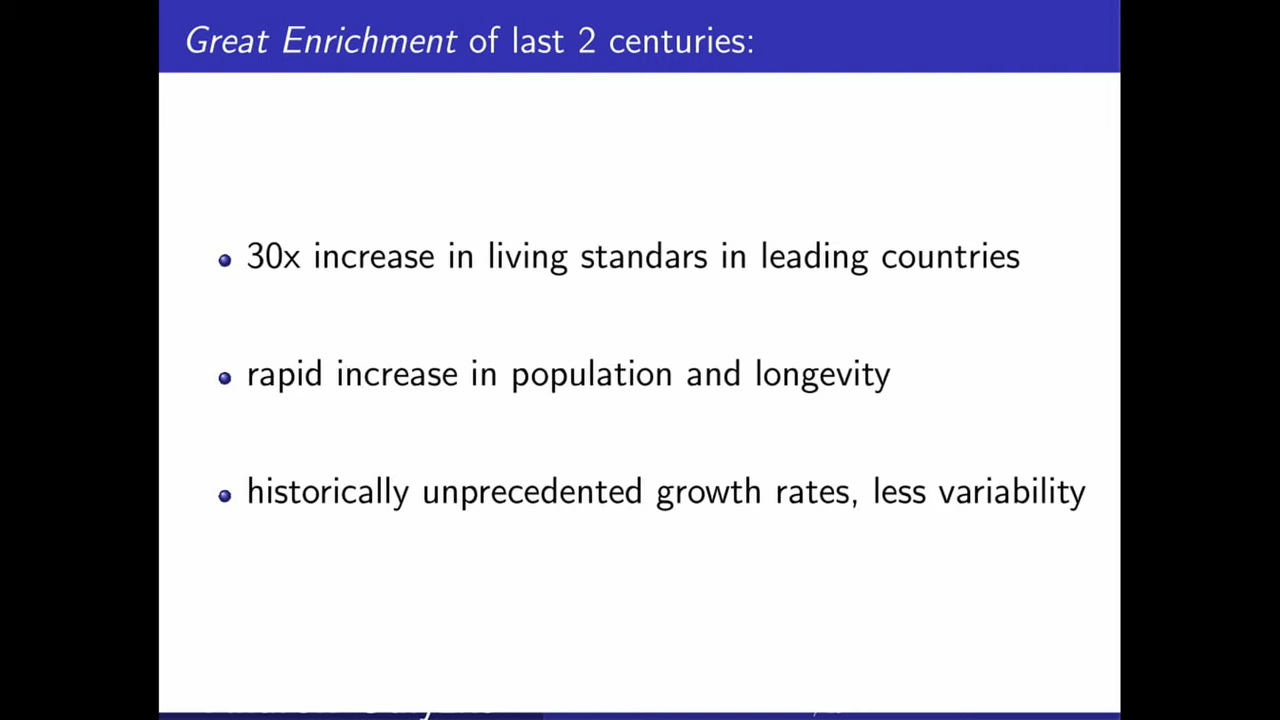 Great Enrichment of last 2 centuries:
30x increase in living standars in leading countries
rapid increase in population and longevity
historically unprecedented growth rates, less variability